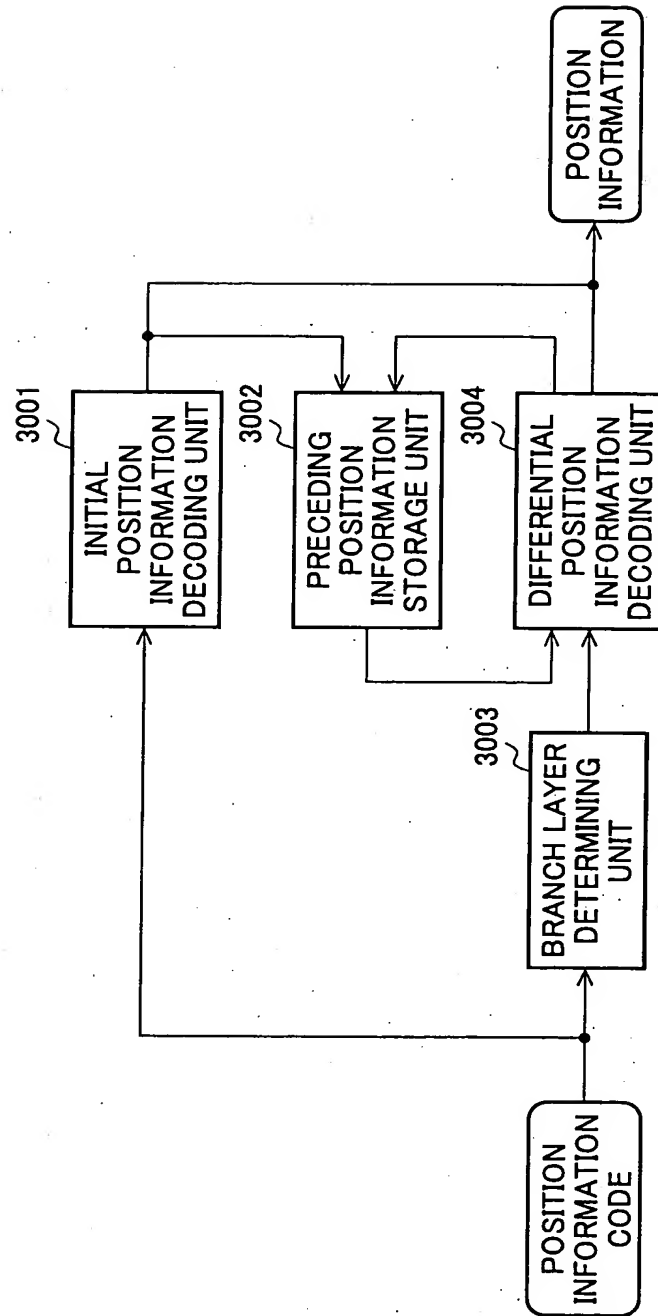 3001
INITIAL
POSITION
INFORMATION
DECODING UNIT
3002
PRECEDING
POSITION
INFORMATION
STORAGE UNIT
3003
BRANCH LAYER
DETERMINING
UNIT
3004
DIFFERENTIAL
POSITION
INFORMATION
DECODING UNIT
POSITION
INFORMATION
CODE
POSITION
INFORMATION